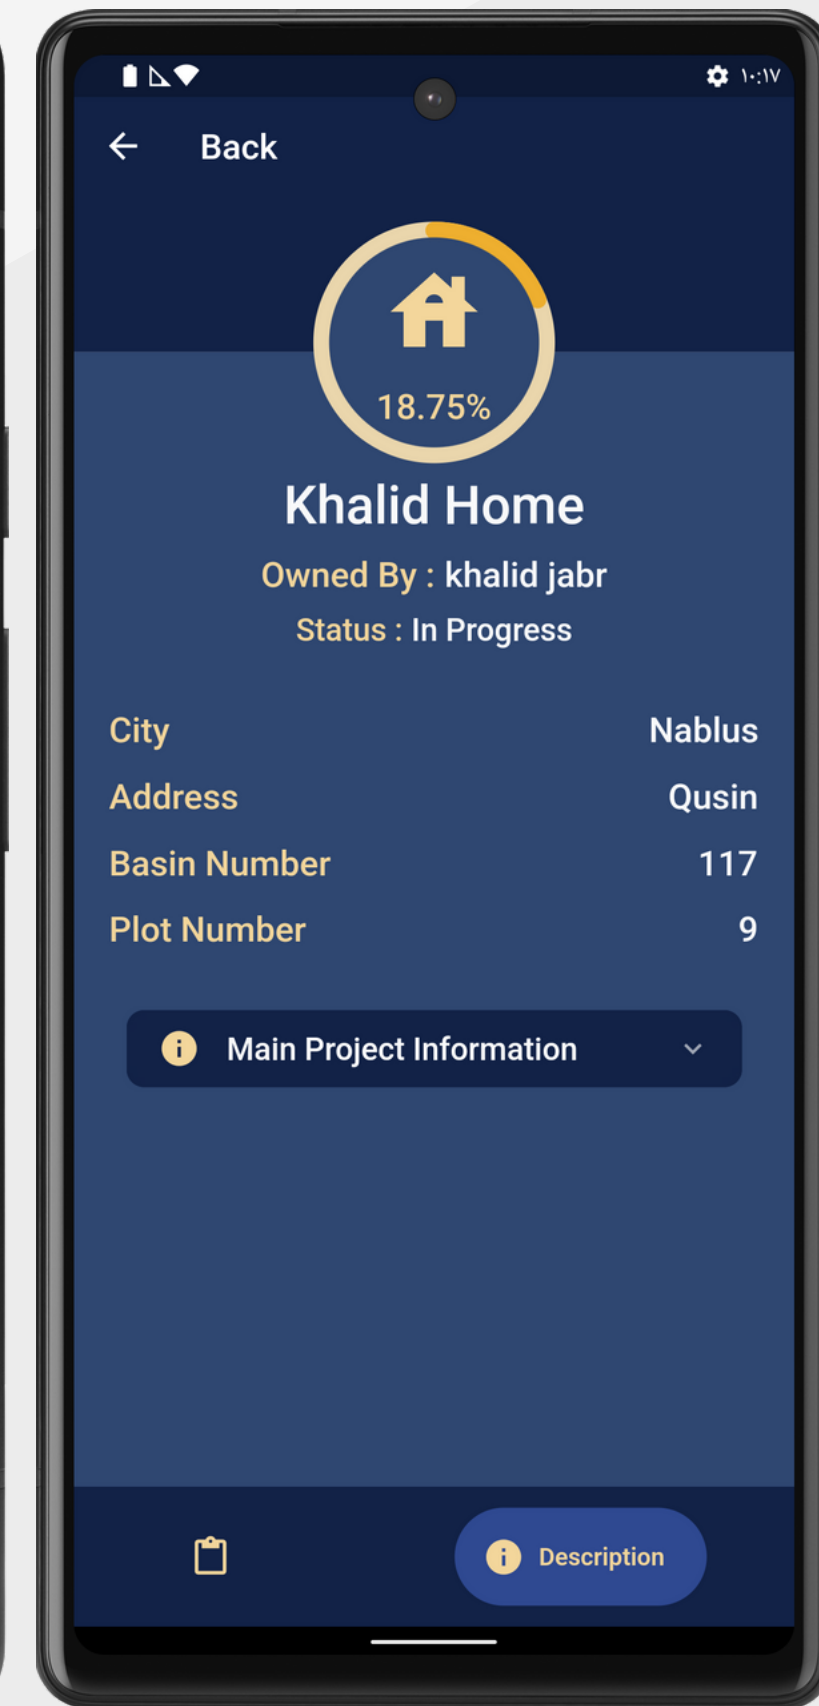 ١٠:١٧
Back
18.75%
Khalid Home
Owned By : khalid jabr
Status : In Progress
City Nablus
Address Qusin
Basin Number 117
Plot Number 9
Main Project Information
Description